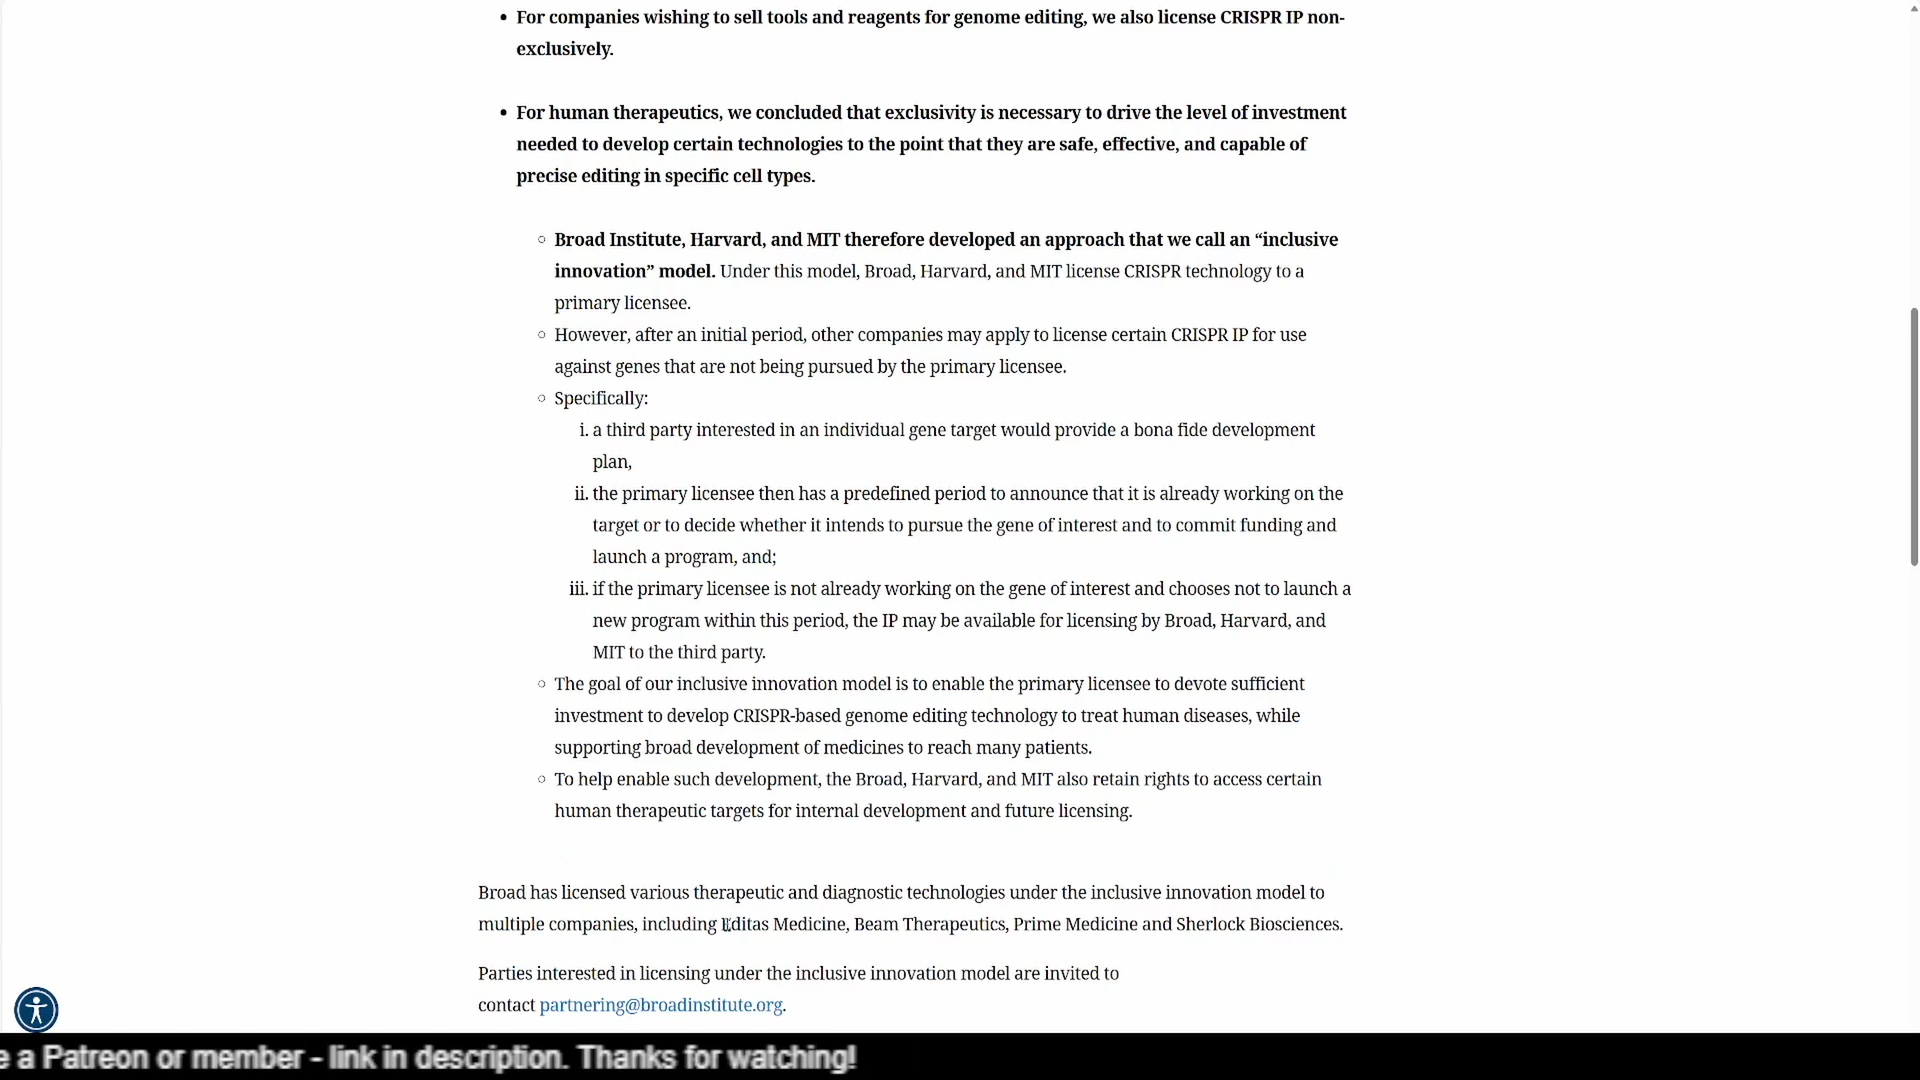 • For companies wishing to sell tools and reagents for genome editing, we also license CRISPR IP non-
exclusively.
• For human therapeutics, we concluded that exclusivity is necessary to drive the level of investment
needed to develop certain technologies to the point that they are safe, effective, and capable of
precise editing in specific cell types.
○ Broad Institute, Harvard, and MIT therefore developed an approach that we call an “inclusive
innovation” model. Under this model, Broad, Harvard, and MIT license CRISPR technology to a
primary licensee.
○ However, after an initial period, other companies may apply to license certain CRISPR IP for use
against genes that are not being pursued by the primary licensee.
○ Specifically:
i. a third party interested in an individual gene target would provide a bona fide development
plan,
ii. the primary licensee then has a predefined period to announce that it is already working on the
target or to decide whether it intends to pursue the gene of interest and to commit funding and
launch a program, and;
iii. if the primary licensee is not already working on the gene of interest and chooses not to launch a
new program within this period, the IP may be available for licensing by Broad, Harvard, and
MIT to the third party.
○ The goal of our inclusive innovation model is to enable the primary licensee to devote sufficient
investment to develop CRISPR-based genome editing technology to treat human diseases, while
supporting broad development of medicines to reach many patients.
○ To help enable such development, the Broad, Harvard, and MIT also retain rights to access certain
human therapeutic targets for internal development and future licensing.
Broad has licensed various therapeutic and diagnostic technologies under the inclusive innovation model to
multiple companies, including Editas Medicine, Beam Therapeutics, Prime Medicine and Sherlock Biosciences.
Parties interested in licensing under the inclusive innovation model are invited to
contact partnering@broadinstitute.org.
e a Patreon or member - link in description. Thanks for watching!